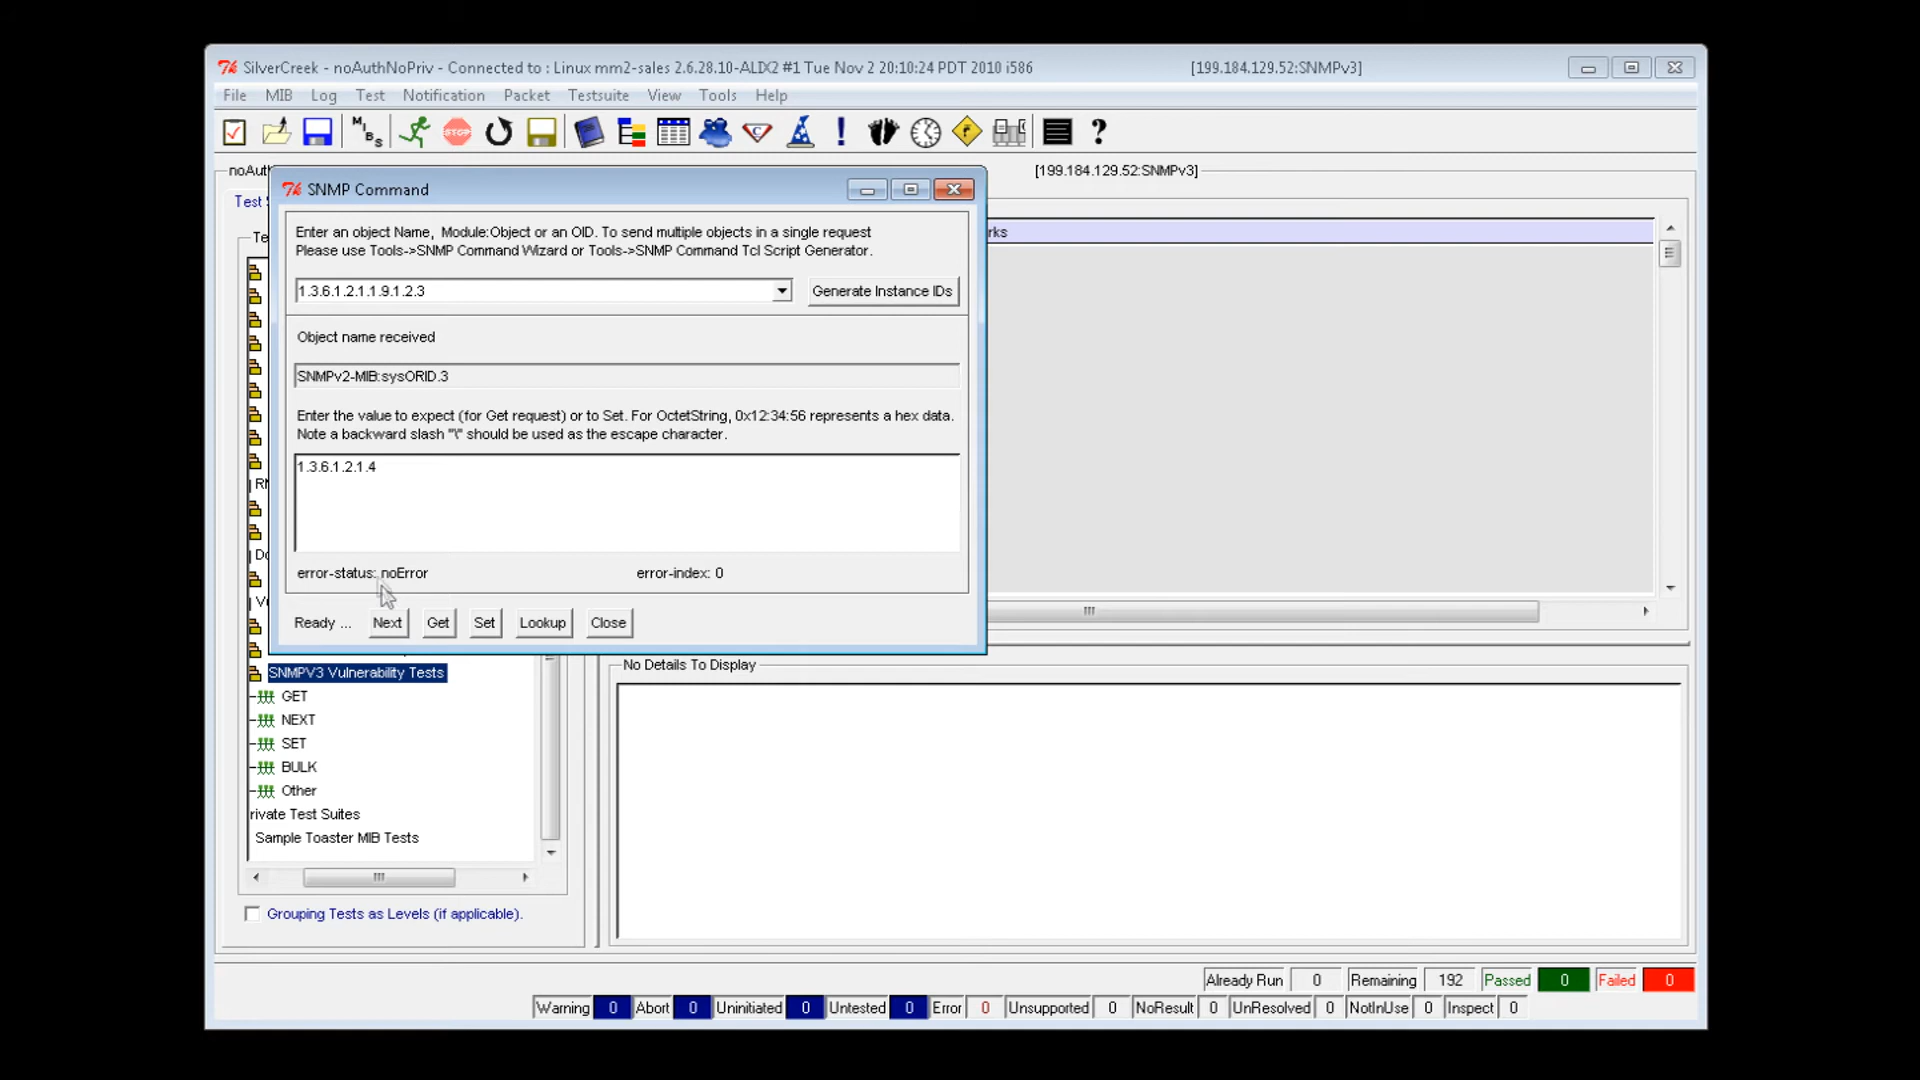 SilverCreek - noAuthNoPriv - Connected to : Linux mm2-sales 2.6.28.10-ALIX2 #1 Tue Nov 2 20:10:24 PDT 2010 i586 [199.184.129.52:SNMPv3]
File MIB Log Test Notification Packet Testsuite View Tools Help
MIBs STOP C ! ?
noAuth [199.184.129.52:SNMPv3]
SNMP Command
Test
Enter an object Name, Module:Object or an OID. To send multiple objects in a single request
Please use Tools->SNMP Command Wizard or Tools->SNMP Command Tcl Script Generator.
Te
rks
1.3.6.1.2.1.1.9.1.2.3 Generate Instance IDs
Object name received
SNMPv2-MIB:sysORID.3
Enter the value to expect (for Get request) or to Set. For OctetString, 0x12:34:56 represents a hex data.
Note a backward slash "\" should be used as the escape character.
1.3.6.1.2.1.4
RM
Do
error-status: noError error-index: 0
Vu
Ready ... Next Get Set Lookup Close
SNMPV3 Vulnerability Tests
No Details To Display
GET
NEXT
SET
BULK
Other
rivate Test Suites
Sample Toaster MIB Tests
Grouping Tests as Levels (if applicable).
Already Run 0 Remaining 192 Passed 0 Failed 0
Warning 0 Abort 0 Uninitiated 0 Untested 0 Error 0 Unsupported 0 NoResult 0 UnResolved 0 NotInUse 0 Inspect 0